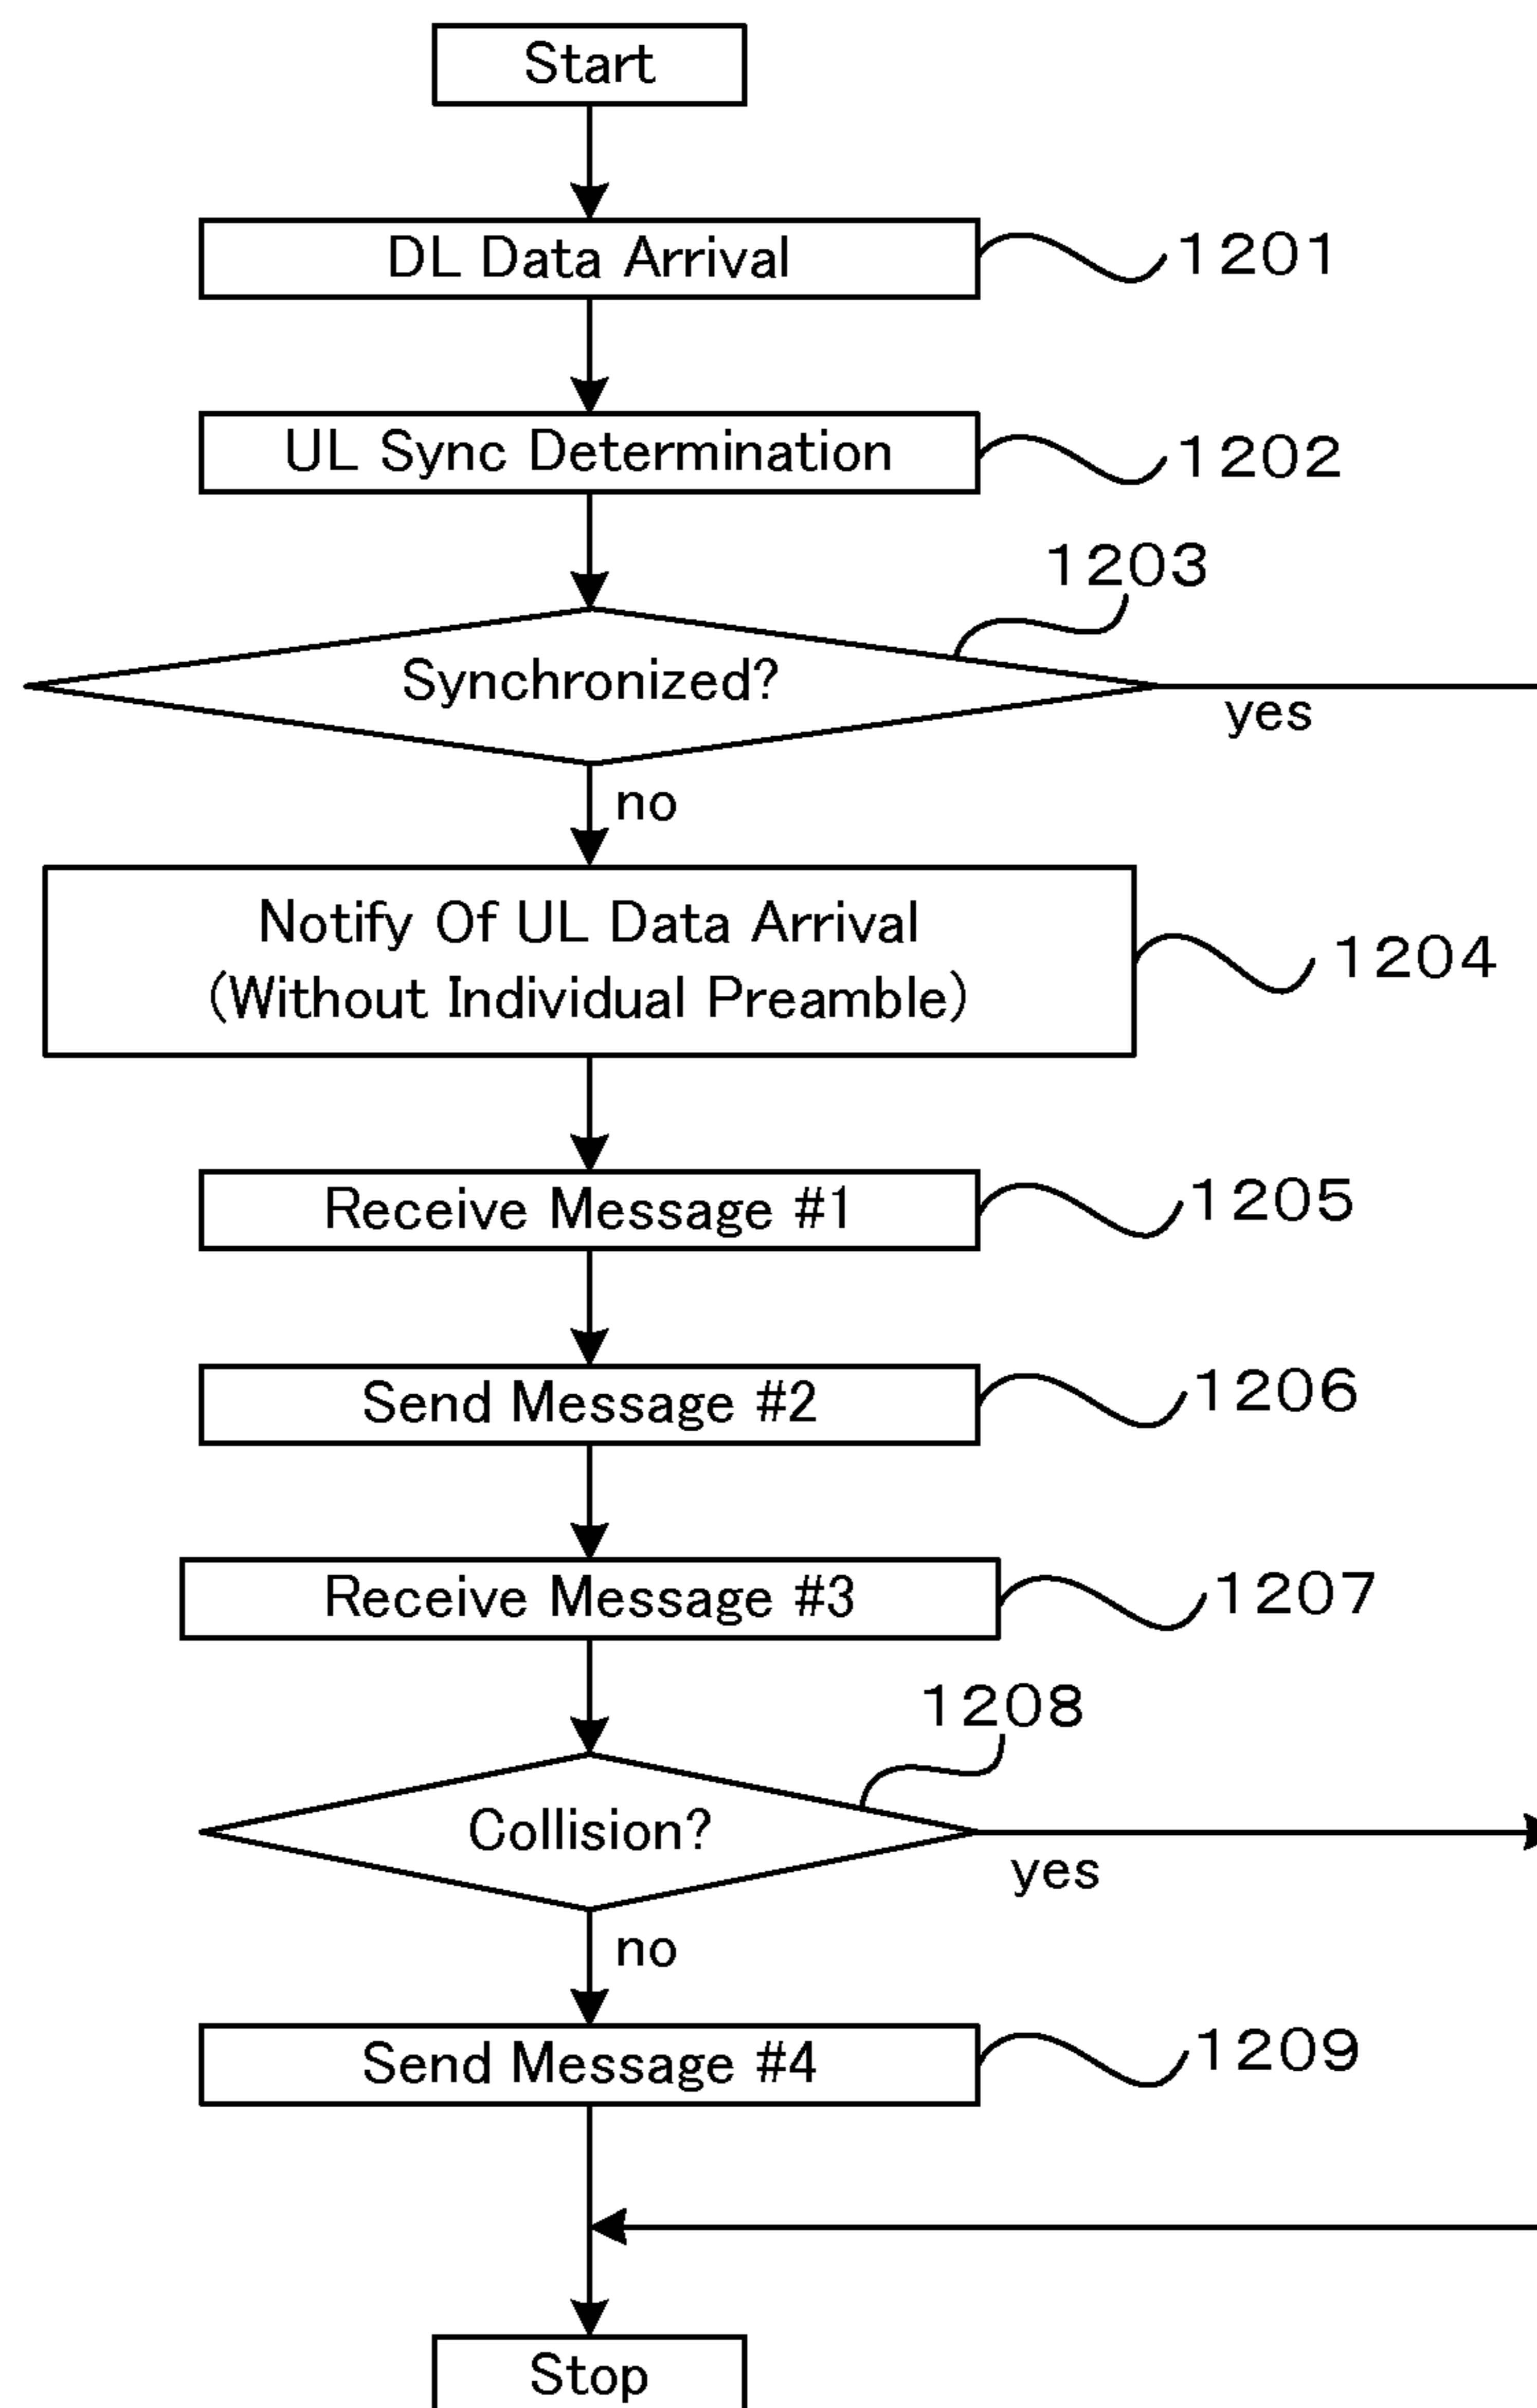 Start
DL Data Arrival
1201
UL Sync Determination
1202
1203
Synchronized?
yes
no
Notify Of UL Data Arrival
(Without Individual Preamble)
1204
Receive Message #1
1205
Send Message #2
1206
Receive Message #3
1207
1208
Collision?
yes
no
Send Message #4
1209
Stop